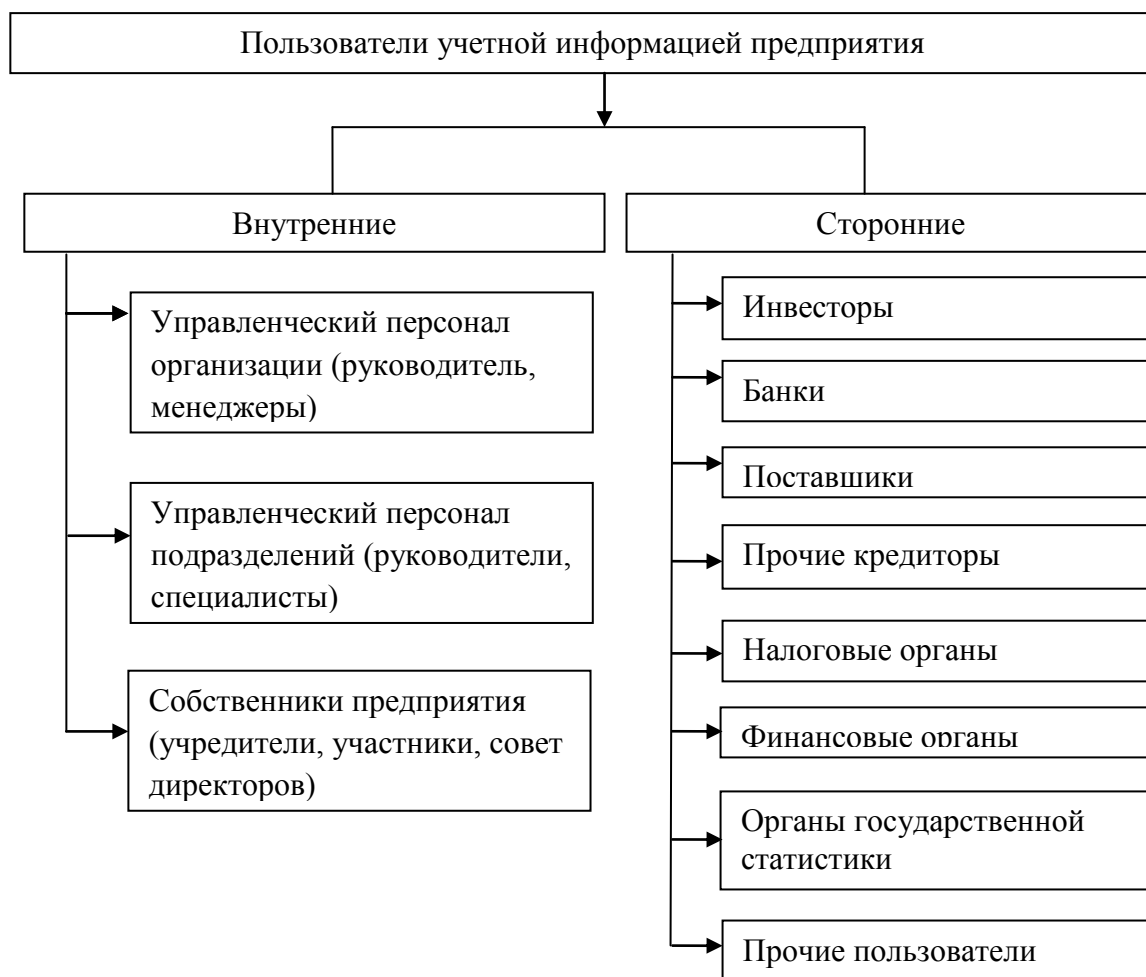 Пользователи учетной информацией предприятия
Внутренние
Управленческий персонал
организации (руководитель,
менеджеры)
Управленческий персонал
подразделений (руководители,
специалисты)
Собственники предприятия
(учредители, участники, совет
директоров)
Сторонние
Инвесторы
Банки
Поставшики
Прочие кредиторы
Налоговые органы
Финансовые органы
Органы государственной
статистики
Прочие пользователи